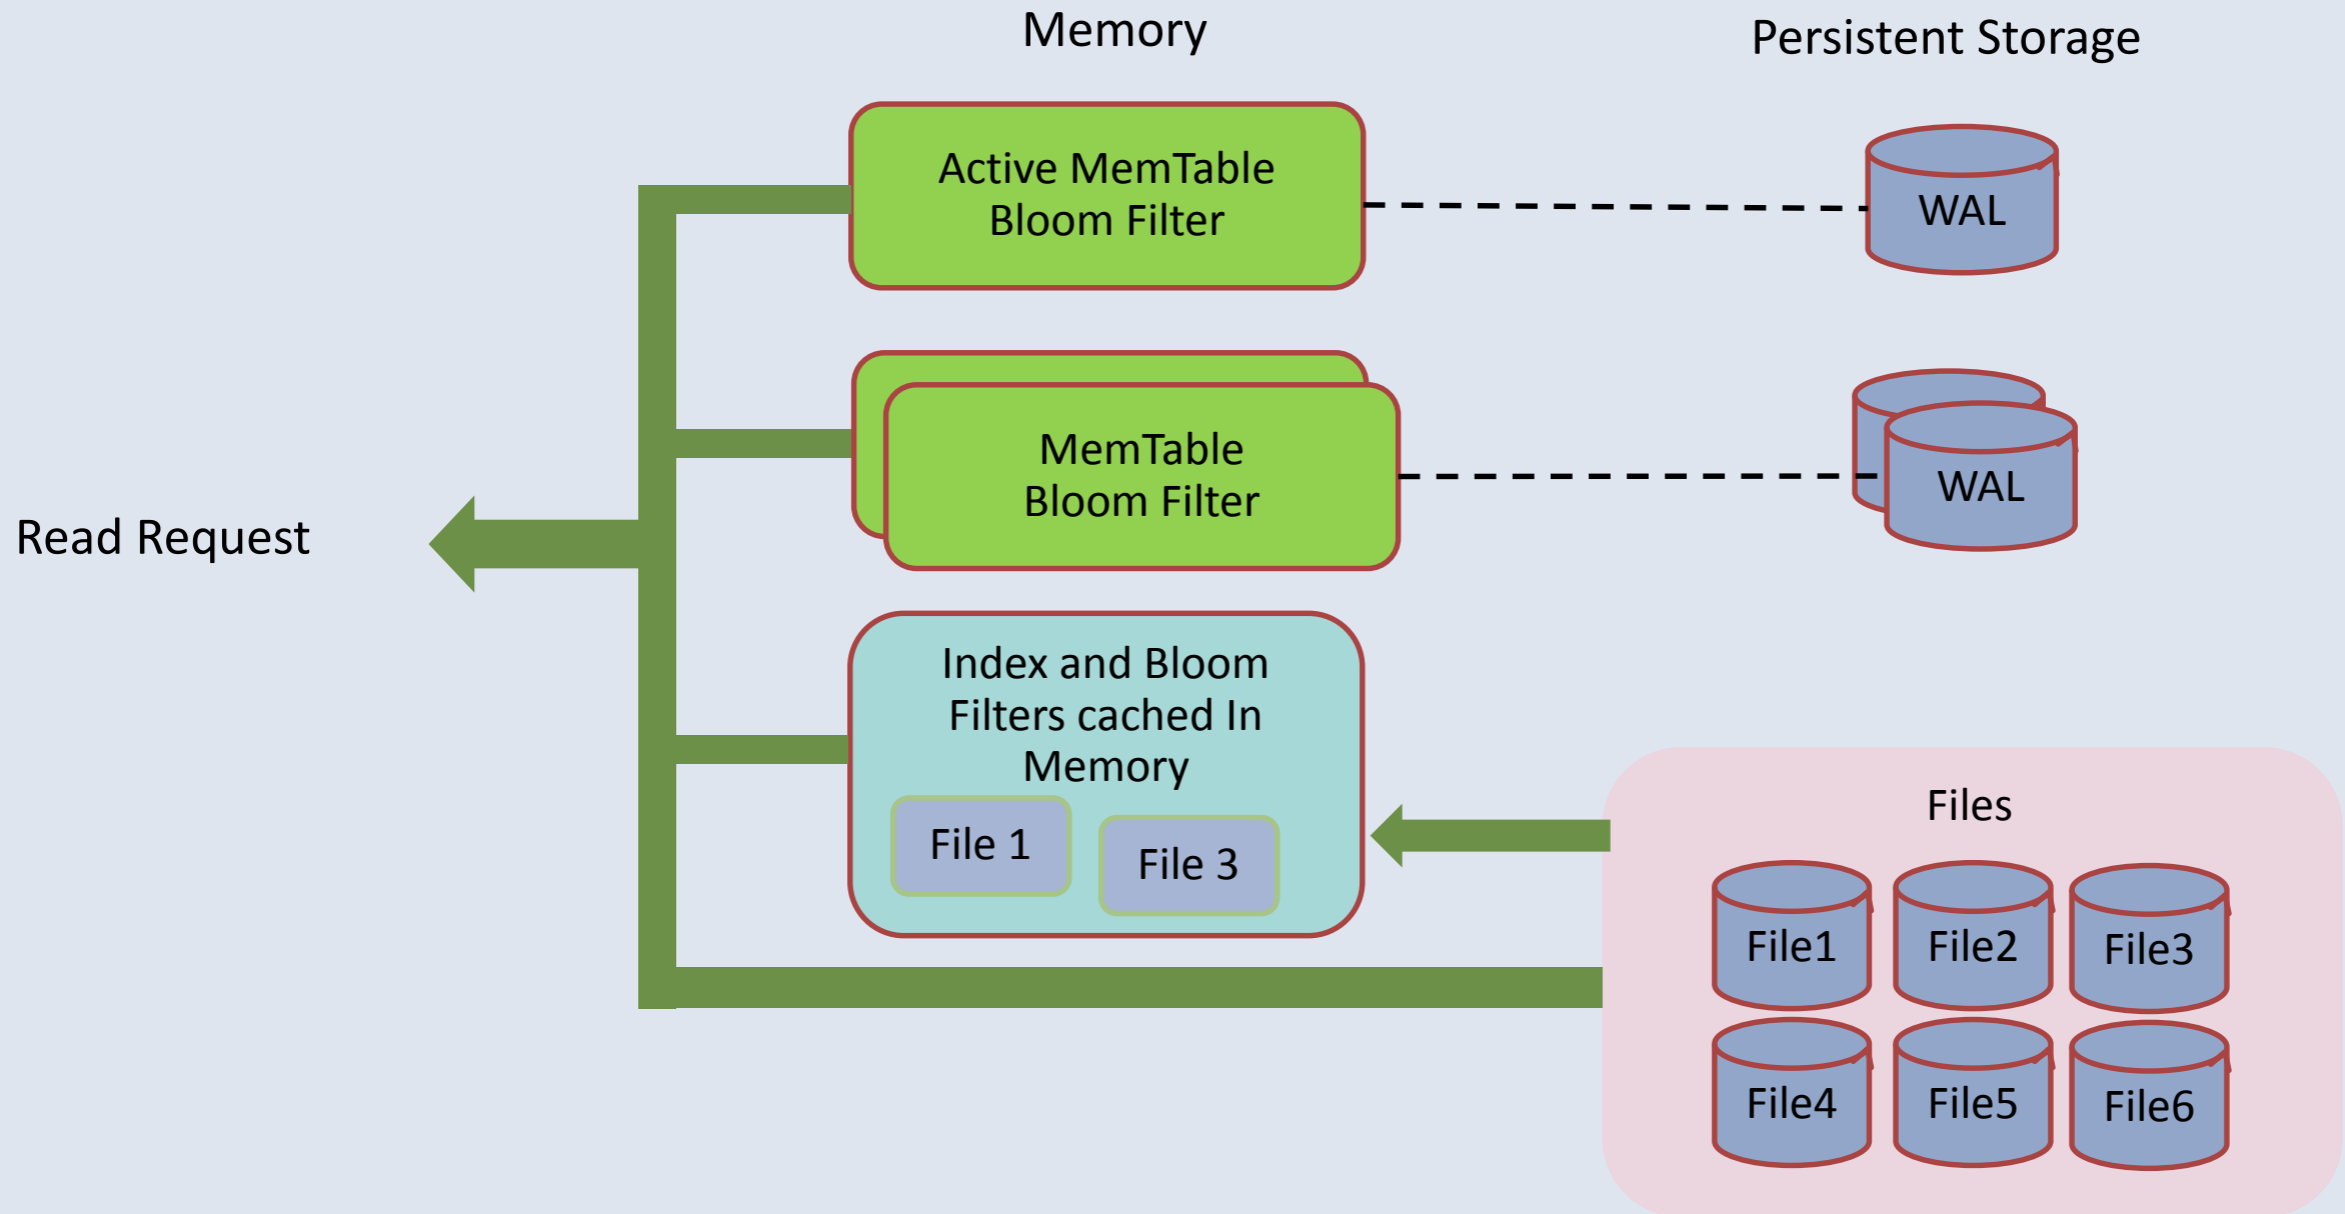 Memory
Persistent Storage
Active MemTable
Bloom Filter
WAL
MemTable
Bloom Filter
WAL
Read Request
Index and Bloom
Filters cached In
Memory
File 1
File 3
Files
File1
File2
File3
File4
File5
File6